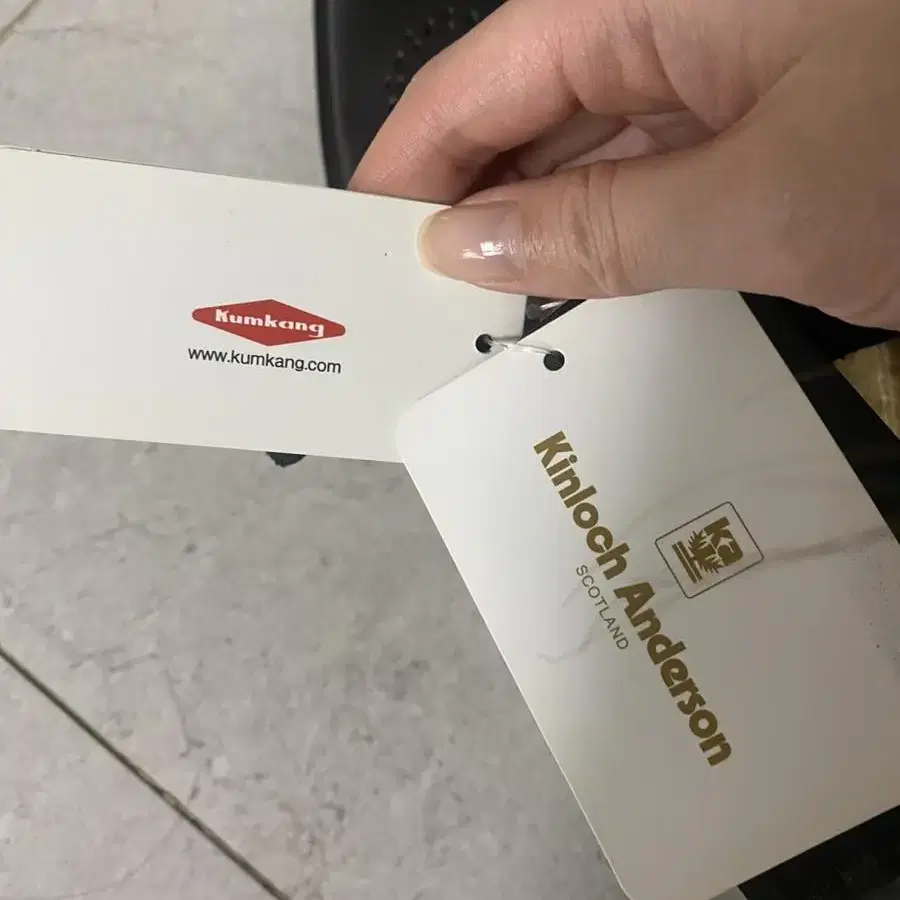 Kumkang
www.kumkang.com
ka
Kinloch Anderson
SCOTLAND